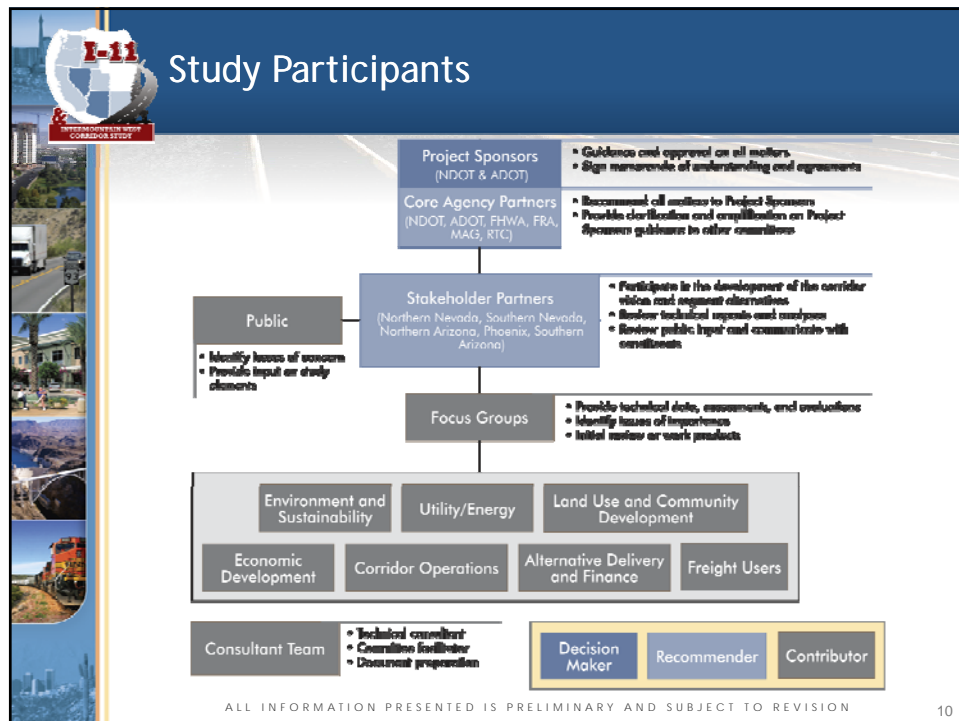 I-11
&
INTERMOUNTAIN WEST
CORRIDOR STUDY
Study Participants
Project Sponsors
(NDOT & ADOT)
• Guidance and approval on all matters
• Sign memoranda of understanding and agreements
Core Agency Partners
(NDOT, ADOT, FHWA, FRA,
MAG, RTC)
• Recommend all matters to Project Sponsors
• Provide clarification and amplification on Project
Sponsors guidance to other committees
Public
• Identify issues of concern
• Provide input on study
elements
Stakeholder Partners
(Northern Nevada, Southern Nevada,
Northern Arizona, Phoenix, Southern
Arizona)
• Participate in the development of the corridor
vision and segment alternatives
• Review technical reports and analyses
• Review public input and communicate with
constituents
Focus Groups
• Provide technical data, assessments, and evaluations
• Identify issues of importance
• Initial review or work products
Environment and
Sustainability
Utility/Energy
Land Use and Community
Development
Economic
Development
Corridor Operations
Alternative Delivery
and Finance
Freight Users
Consultant Team
• Technical consultant
• Committee facilitator
• Document preparation
Decision
Maker
Recommender
Contributor
ALL INFORMATION PRESENTED IS PRELIMINARY AND SUBJECT TO REVISION
10